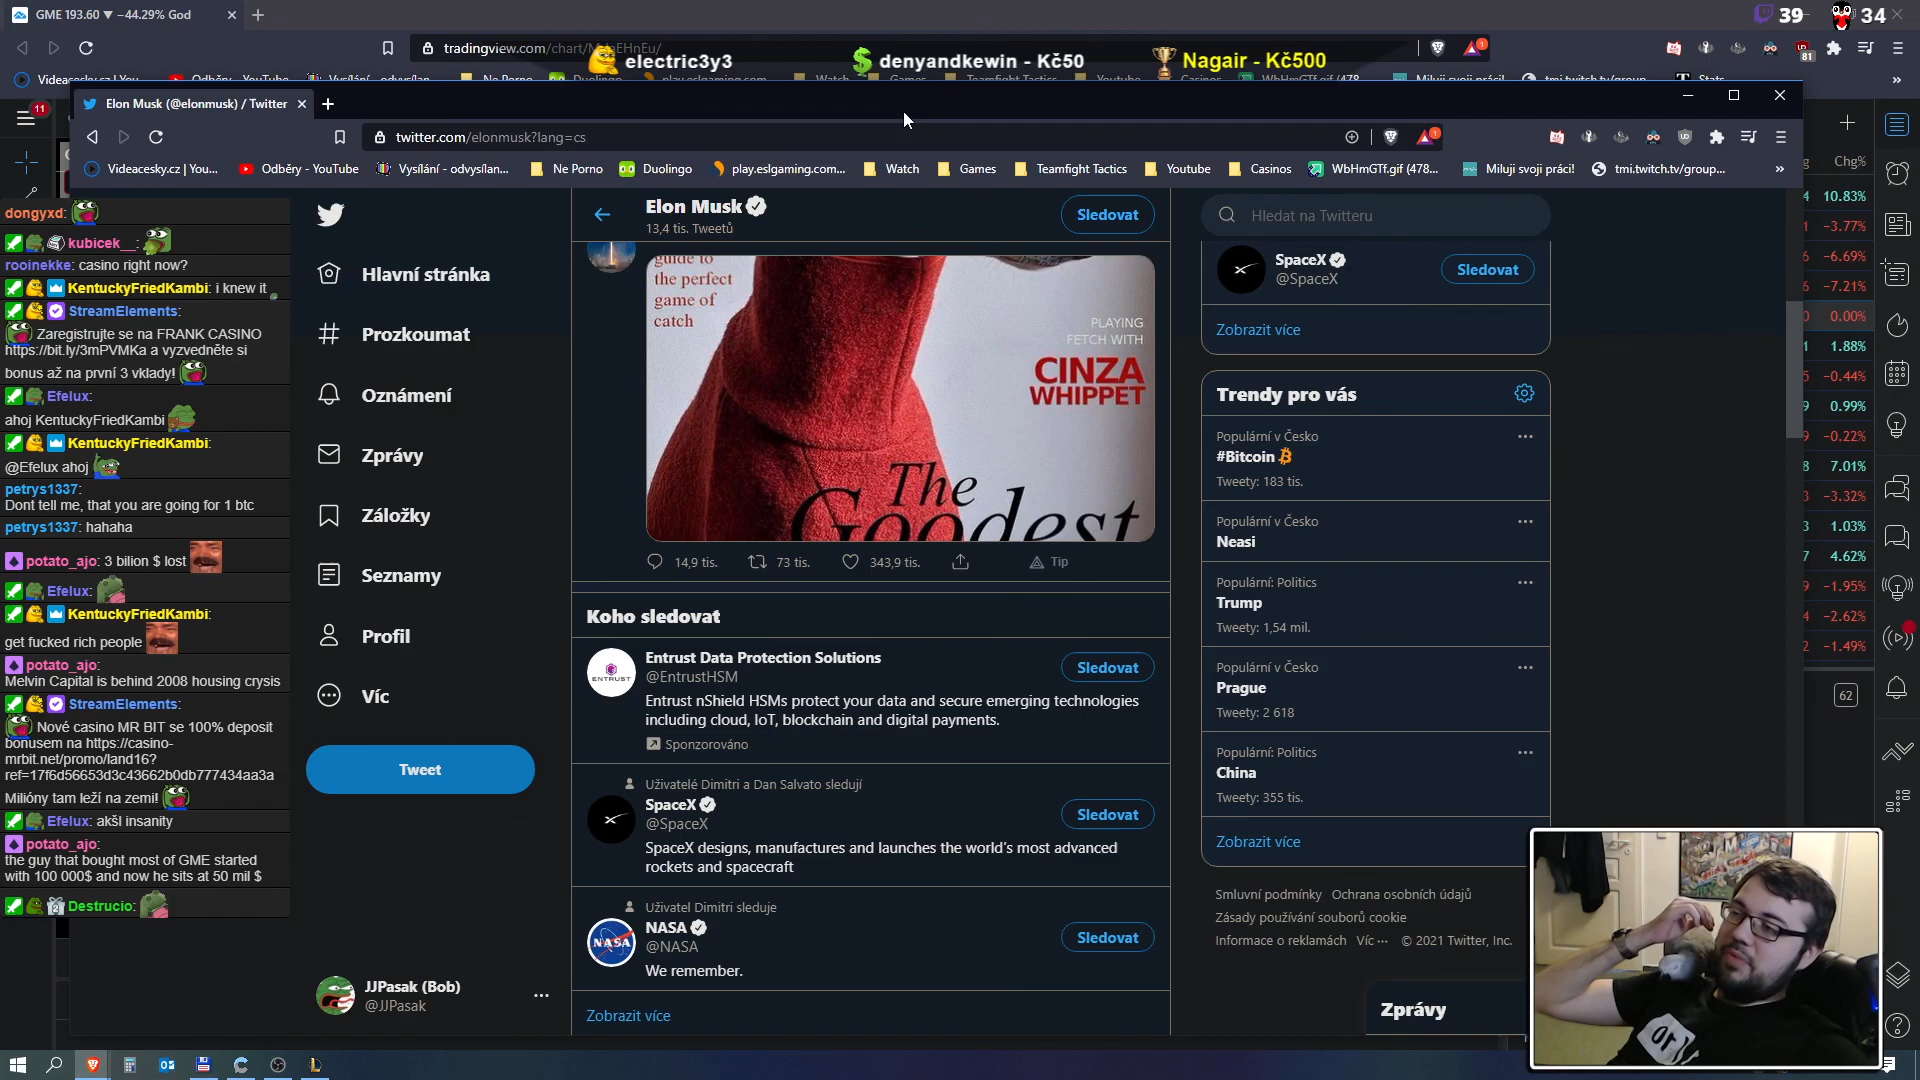 GME 193.60 ▼ −44.29% God
39
34
tradingview.com/chart/
electric3y3
denyandkewin - Kč50
Nagair - Kč500
1
81
Elon Musk (@elonmusk) / Twitter
twitter.com/elonmusk?lang=cs
1
Videacesky.cz | You...
Odběry - YouTube
Vysílání - odvysílan...
Ne Porno
Duolingo
play.eslgaming.com...
Watch
Games
Teamfight Tactics
Youtube
Casinos
WbHmGTf.gif (478...
Miluji svoji práci!
tmi.twitch.tv/group...
»
11
dongyxd:
kubicek__:
rooinekke: casino right now?
KentuckyFriedKambi: i knew it
StreamElements:
Zaregistrujte se na FRANK CASINO
https://bit.ly/3mPVMKa a vyzvedněte si
bonus až na první 3 vklady!
Efelux:
ahoj KentuckyFriedKambi
KentuckyFriedKambi:
@Efelux ahoj
petrys1337:
Dont tell me, that you are going for 1 btc
petrys1337: hahaha
potato_ajo: 3 bilion $ lost
Efelux:
KentuckyFriedKambi:
get fucked rich people
potato_ajo:
Melvin Capital is behind 2008 housing crysis
StreamElements:
Nové casino MR BIT se 100% deposit
bonusem na https://casino-
mrbit.net/promo/land16?
ref=17f6d56653d3c43662b0db777434aa3a
Milióny tam leží na zemi!
Efelux: akšl insanity
potato_ajo:
the guy that bought most of GME started
with 100 000$ and now he sits at 50 mil $
Destrucio:
Hlavní stránka
Prozkoumat
Oznámení
Zprávy
Záložky
Seznamy
Profil
Víc
Tweet
JJPasak (Bob)
@JJPasak
Elon Musk
13,4 tis. Tweetů
Sledovat
guide to
the perfect
game of
catch
PLAYING
FETCH WITH
CINZA
WHIPPET
The
Goodest
14,9 tis.
73 tis.
343,9 tis.
Tip
Koho sledovat
ENTRUST
Entrust Data Protection Solutions
@EntrustHSM
Sledovat
Entrust nShield HSMs protect your data and secure emerging technologies
including cloud, IoT, blockchain and digital payments.
Sponzorováno
Uživatelé Dimitri a Dan Salvato sledují
SpaceX
@SpaceX
Sledovat
SpaceX designs, manufactures and launches the world's most advanced
rockets and spacecraft
Uživatel Dimitri sleduje
NASA
NASA
@NASA
Sledovat
We remember.
Zobrazit více
Hledat na Twitteru
SpaceX
@SpaceX
Sledovat
Zobrazit více
Trendy pro vás
Populární v Česko
#Bitcoin
Tweety: 183 tis.
Populární v Česko
Neasi
Populární: Politics
Trump
Tweety: 1,54 mil.
Populární v Česko
Prague
Tweety: 2 618
Populární: Politics
China
Tweety: 355 tis.
Zobrazit více
Smluvní podmínky Ochrana osobních údajů
Zásady používání souborů cookie
Informace o reklamách Víc ··· © 2021 Twitter, Inc.
Zprávy
Chg%
10.83%
−3.77%
−6.69%
−7.21%
0.00%
1.88%
−0.44%
0.99%
−0.22%
7.01%
−3.32%
1.03%
4.62%
−1.95%
−2.62%
−1.49%
62